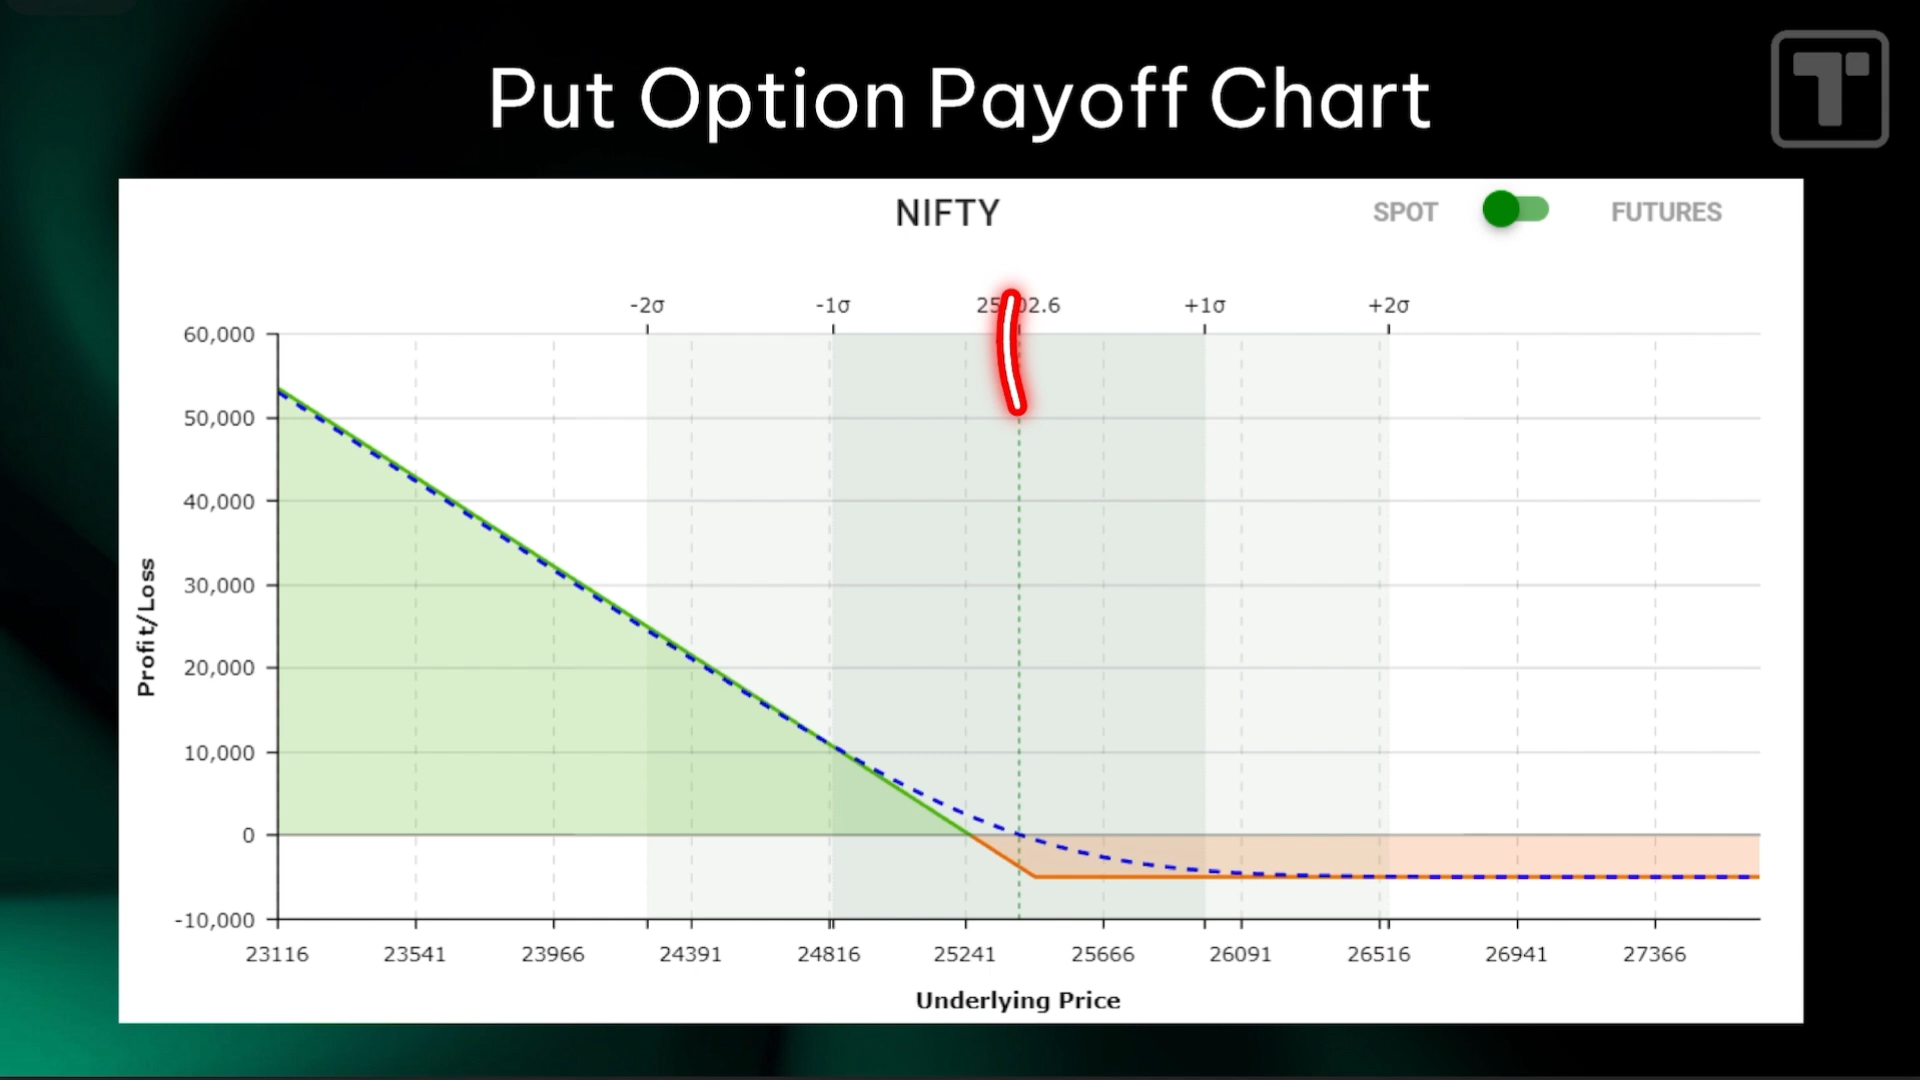 Put Option Payoff Chart
T
NIFTY
SPOT
FUTURES
-2σ
-1σ
+1σ
+2σ
60,000
50,000
40,000
30,000
20,000
10,000
0
-10,000
Profit/Loss
23116
23541
23966
24391
24816
25241
25666
26091
26516
26941
27366
Underlying Price